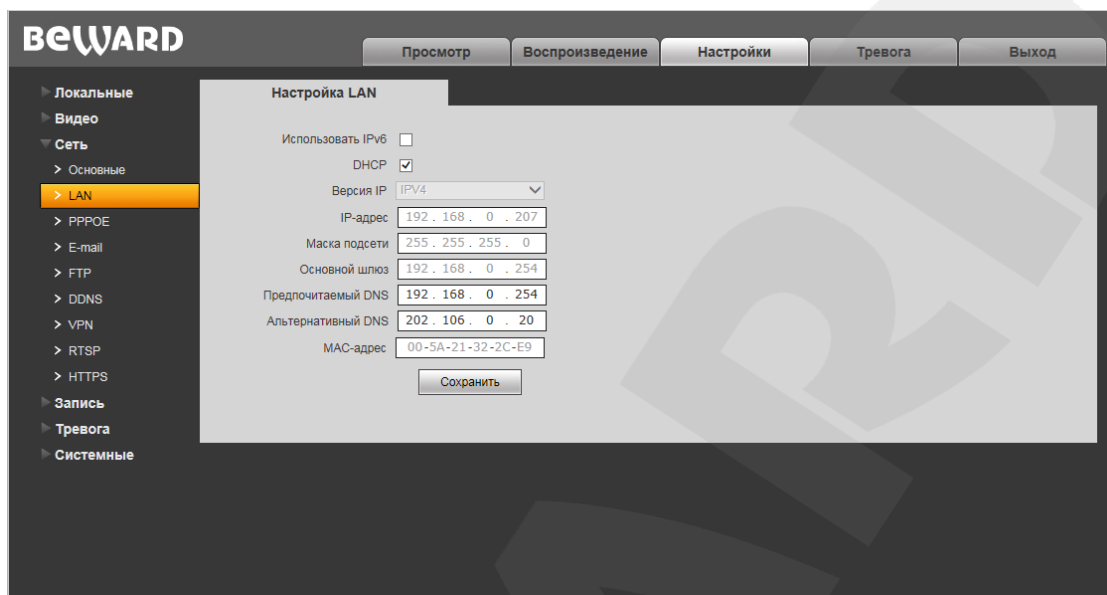 BEWARD
Просмотр Воспроизведение Настройки Тревога Выход
Локальные
Видео
Сеть
> Основные
> LAN
> PPPOE
> E-mail
> FTP
> DDNS
> VPN
> RTSP
> HTTPS
Запись
Тревога
Системные
Настройка LAN
Использовать IPv6
DHCP
Версия IP IPV4
IP-адрес 192 . 168 . 0 . 207
Маска подсети 255 . 255 . 255 . 0
Основной шлюз 192 . 168 . 0 . 254
Предпочитаемый DNS 192 . 168 . 0 . 254
Альтернативный DNS 202 . 106 . 0 . 20
MAC-адрес 00-5A-21-32-2C-E9
Сохранить